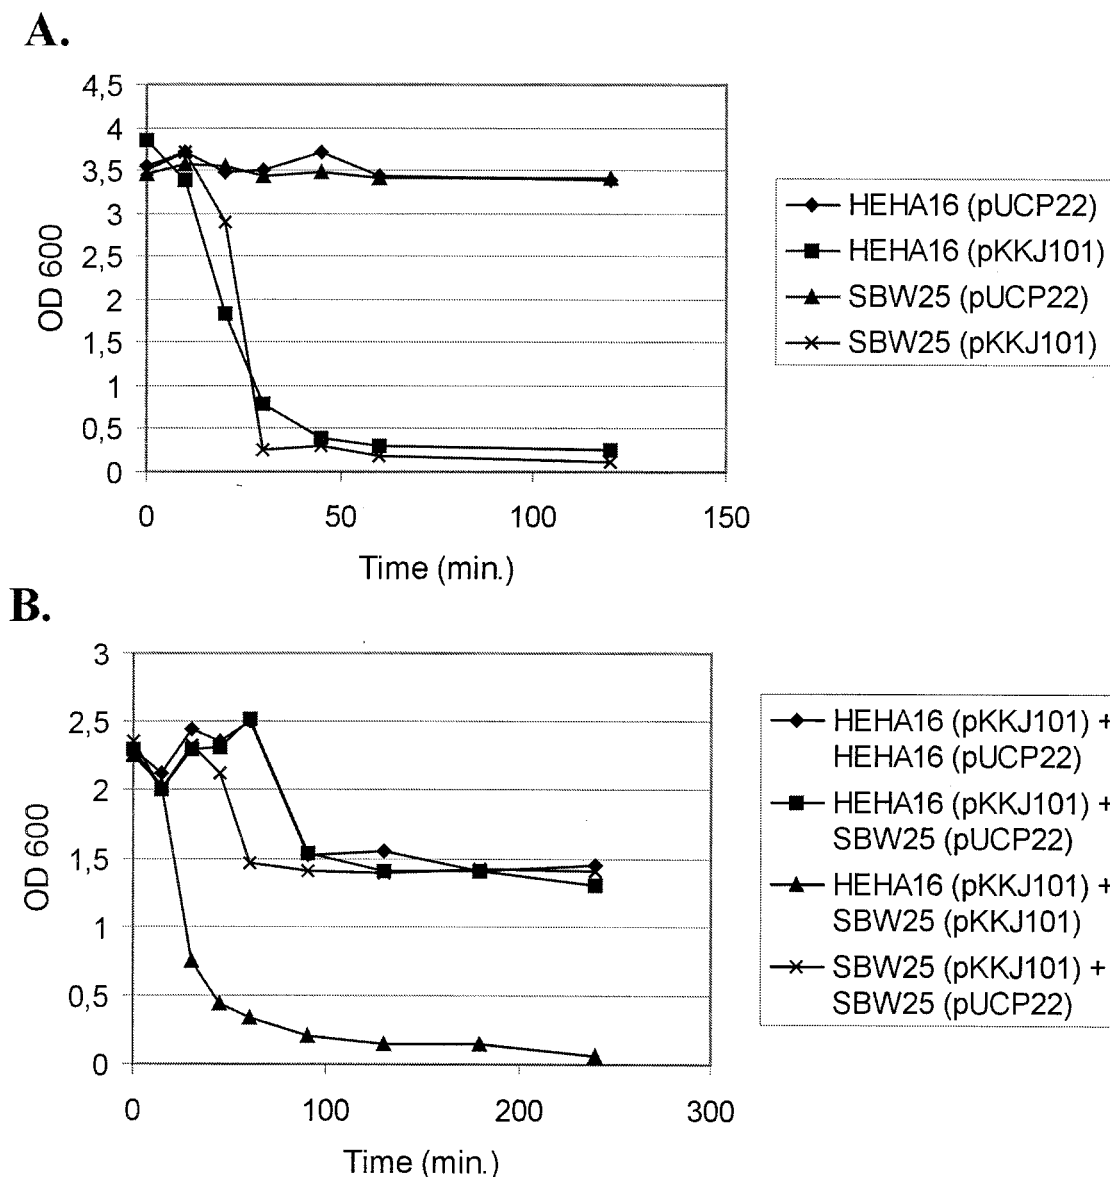 A.
4,5
4
3,5
3
2,5
2
1,5
1
0,5
0
OD 600
0
50
100
150
Time (min.)
HEHA16 (pUCP22)
HEHA16 (pKKJ101)
SBW25 (pUCP22)
SBW25 (pKKJ101)
B.
3
2,5
2
1,5
1
0,5
0
OD 600
0
100
200
300
Time (min.)
HEHA16 (pKKJ101) +
HEHA16 (pUCP22)
HEHA16 (pKKJ101) +
SBW25 (pUCP22)
HEHA16 (pKKJ101) +
SBW25 (pKKJ101)
SBW25 (pKKJ101) +
SBW25 (pUCP22)